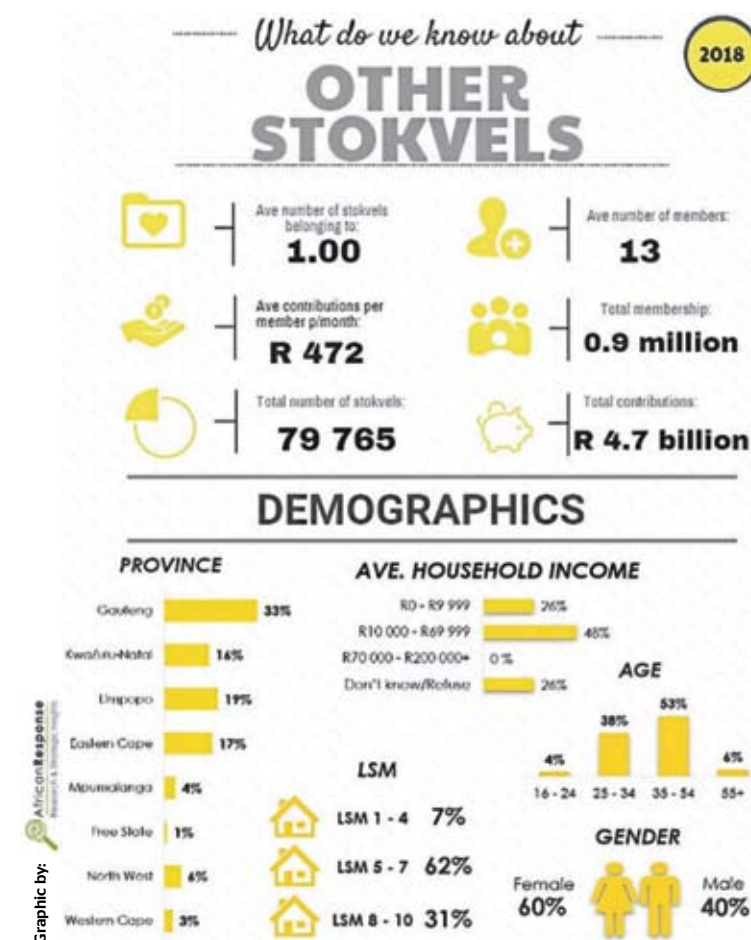 What do we know about
2018
OTHER
STOKVELS
Ave number of stokvels
belonging to:
1.00
Ave number of members:
13
Ave contributions per
member p/month:
R 472
Total membership:
0.9 million
Total number of stokvels:
79 765
Total contributions:
R 4.7 billion
DEMOGRAPHICS
PROVINCE
Gauteng 33%
KwaZulu-Natal 16%
Limpopo 19%
Eastern Cape 17%
Mpumalanga 4%
Free State 1%
North West 6%
Western Cape 3%
AVE. HOUSEHOLD INCOME
R0 - R9 999 26%
R10 000 - R69 999 48%
R70 000 - R200 000+ 0%
Don't know/Refuse 26%
AGE
4% 38% 53% 6%
16 - 24 25 - 34 35 - 54 55+
LSM
LSM 1 - 4 7%
LSM 5 - 7 62%
LSM 8 - 10 31%
GENDER
Female
60%
Male
40%
Graphic by:
AfricanResponse
Research & Strategic Insights